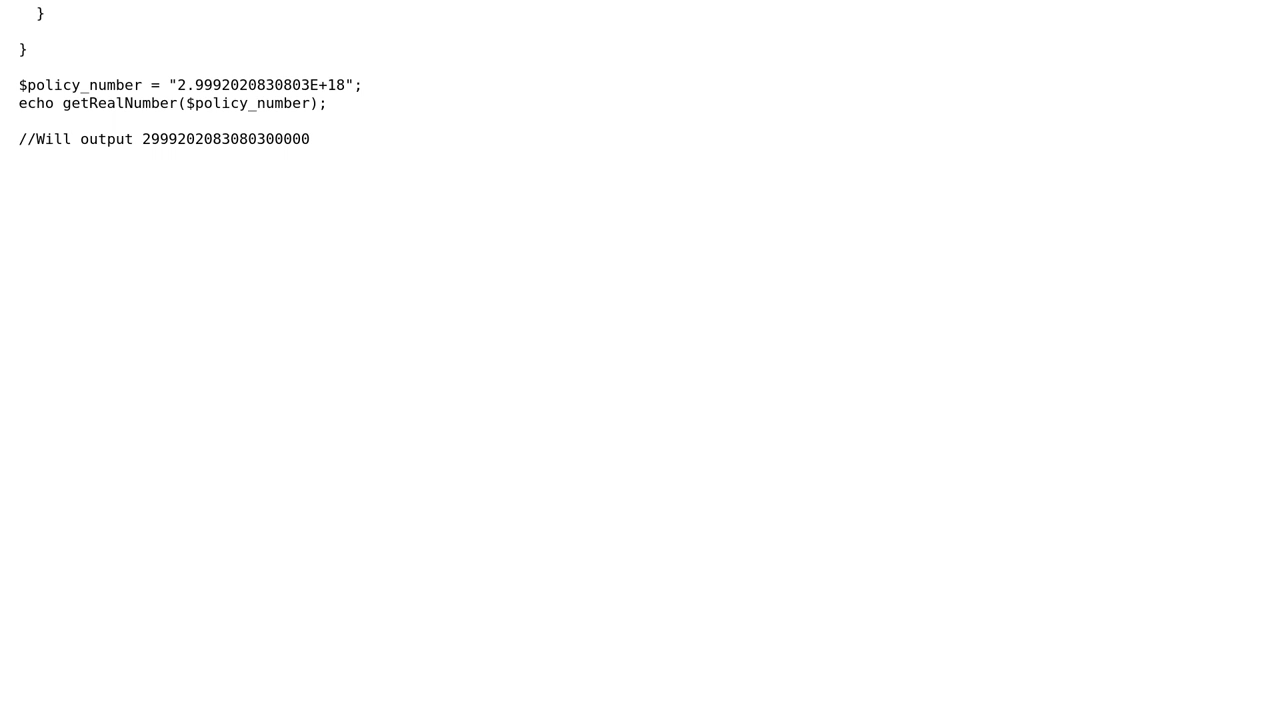 }
}
$policy_number = "2.9992020830803E+18";
echo getRealNumber($policy_number);
//Will output 2999202083080300000